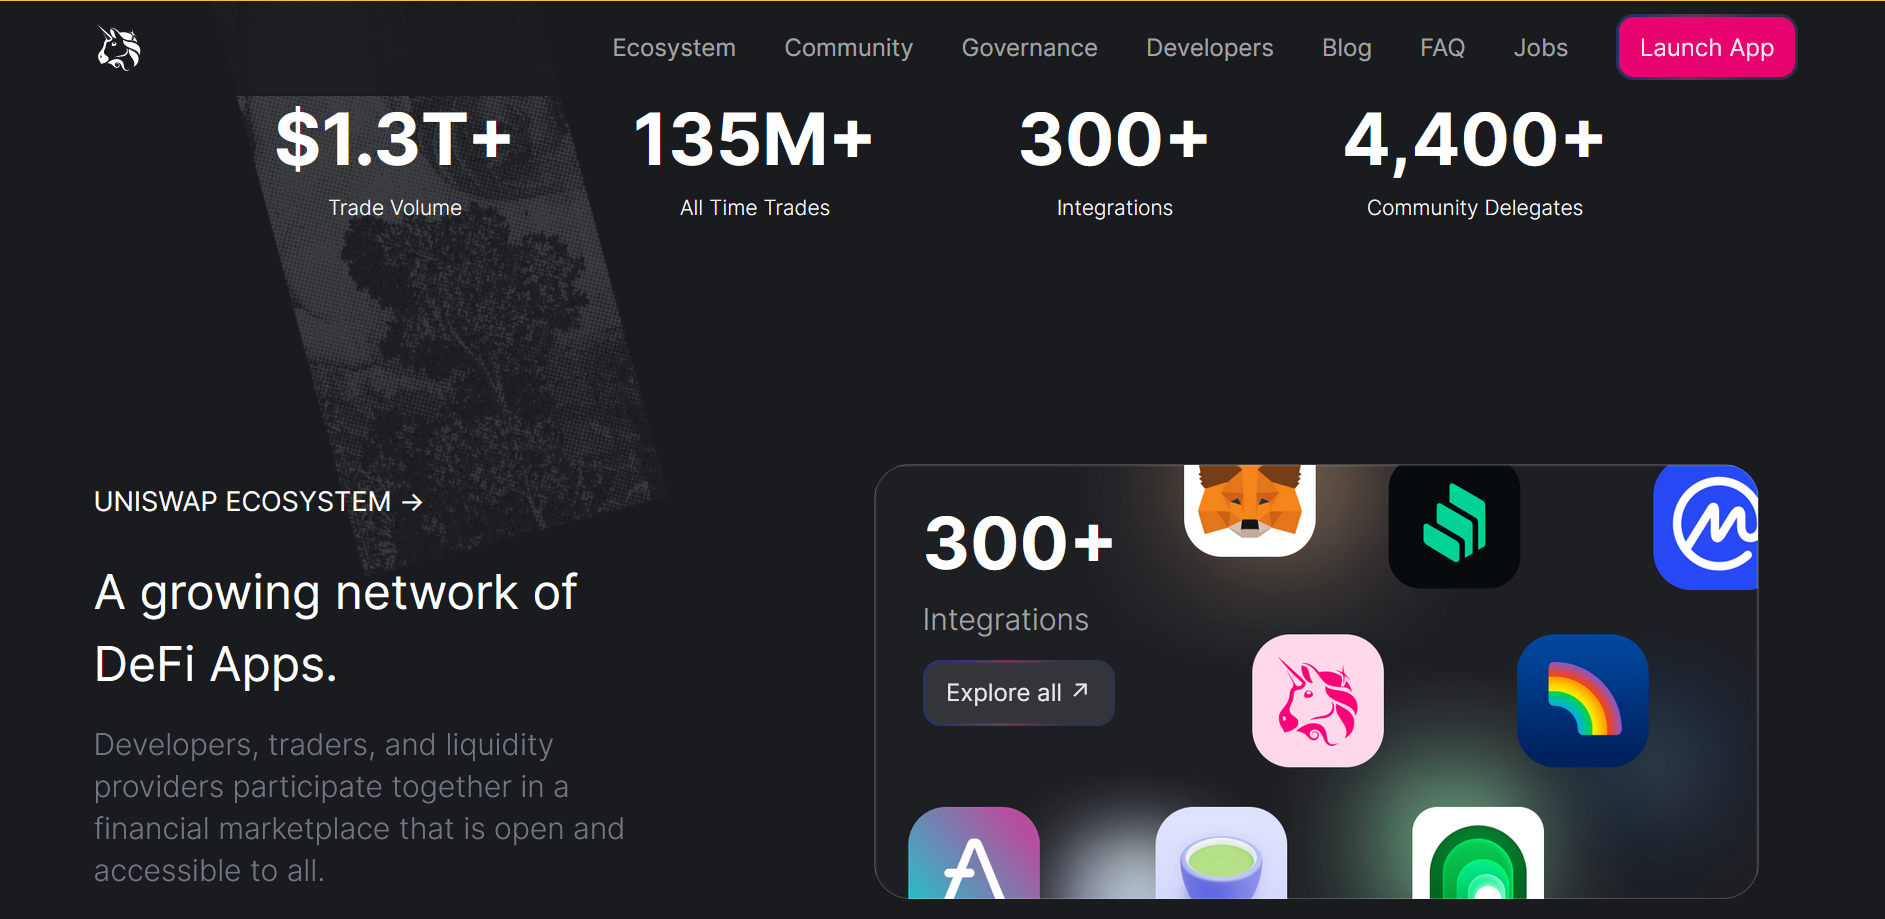 Ecosystem Community Governance Developers Blog FAQ Jobs Launch App
$1.3T+ 135M+ 300+ 4,400+
Trade Volume All Time Trades Integrations Community Delegates
UNISWAP ECOSYSTEM →
A growing network of
DeFi Apps.
Developers, traders, and liquidity
providers participate together in a
financial marketplace that is open and
accessible to all.
300+
Integrations
Explore all ↗